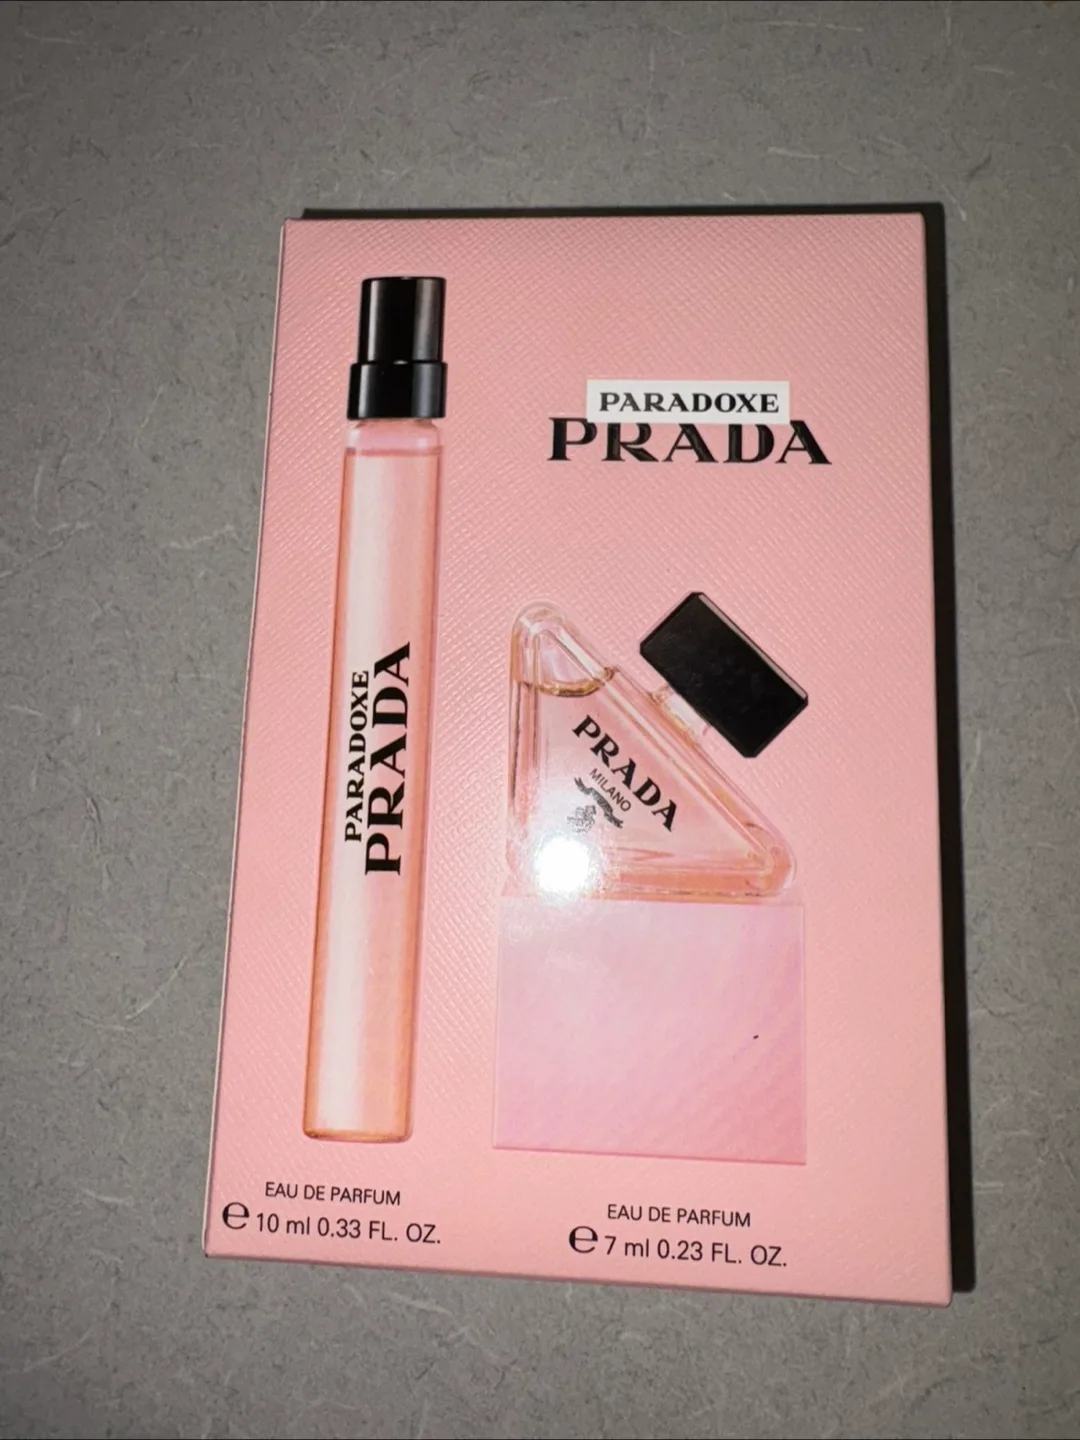 PARADOXE
PRADA
PARADOXE
PRADA
PRADA
MILANO
EAU DE PARFUM
e 10 ml 0.33 FL. OZ.
EAU DE PARFUM
e 7 ml 0.23 FL. OZ.